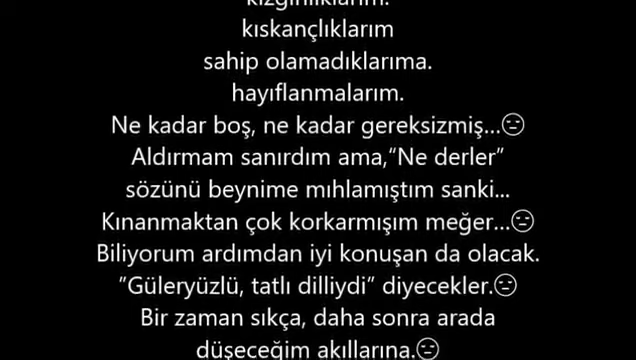 kızgınlıklarım.
kıskançlıklarım
sahip olamadıklarıma.
hayıflanmalarım.
Ne kadar boş, ne kadar gereksizmiş...😑
Aldırmam sanırdım ama,“Ne derler”
sözünü beynime mıhlamıştım sanki...
Kınanmaktan çok korkarmışım meğer...😑
Biliyorum ardımdan iyi konuşan da olacak.
”Güleryüzlü, tatlı dilliydi” diyecekler.😑
Bir zaman sıkça, daha sonra arada
düşeceğim akıllarına.😑